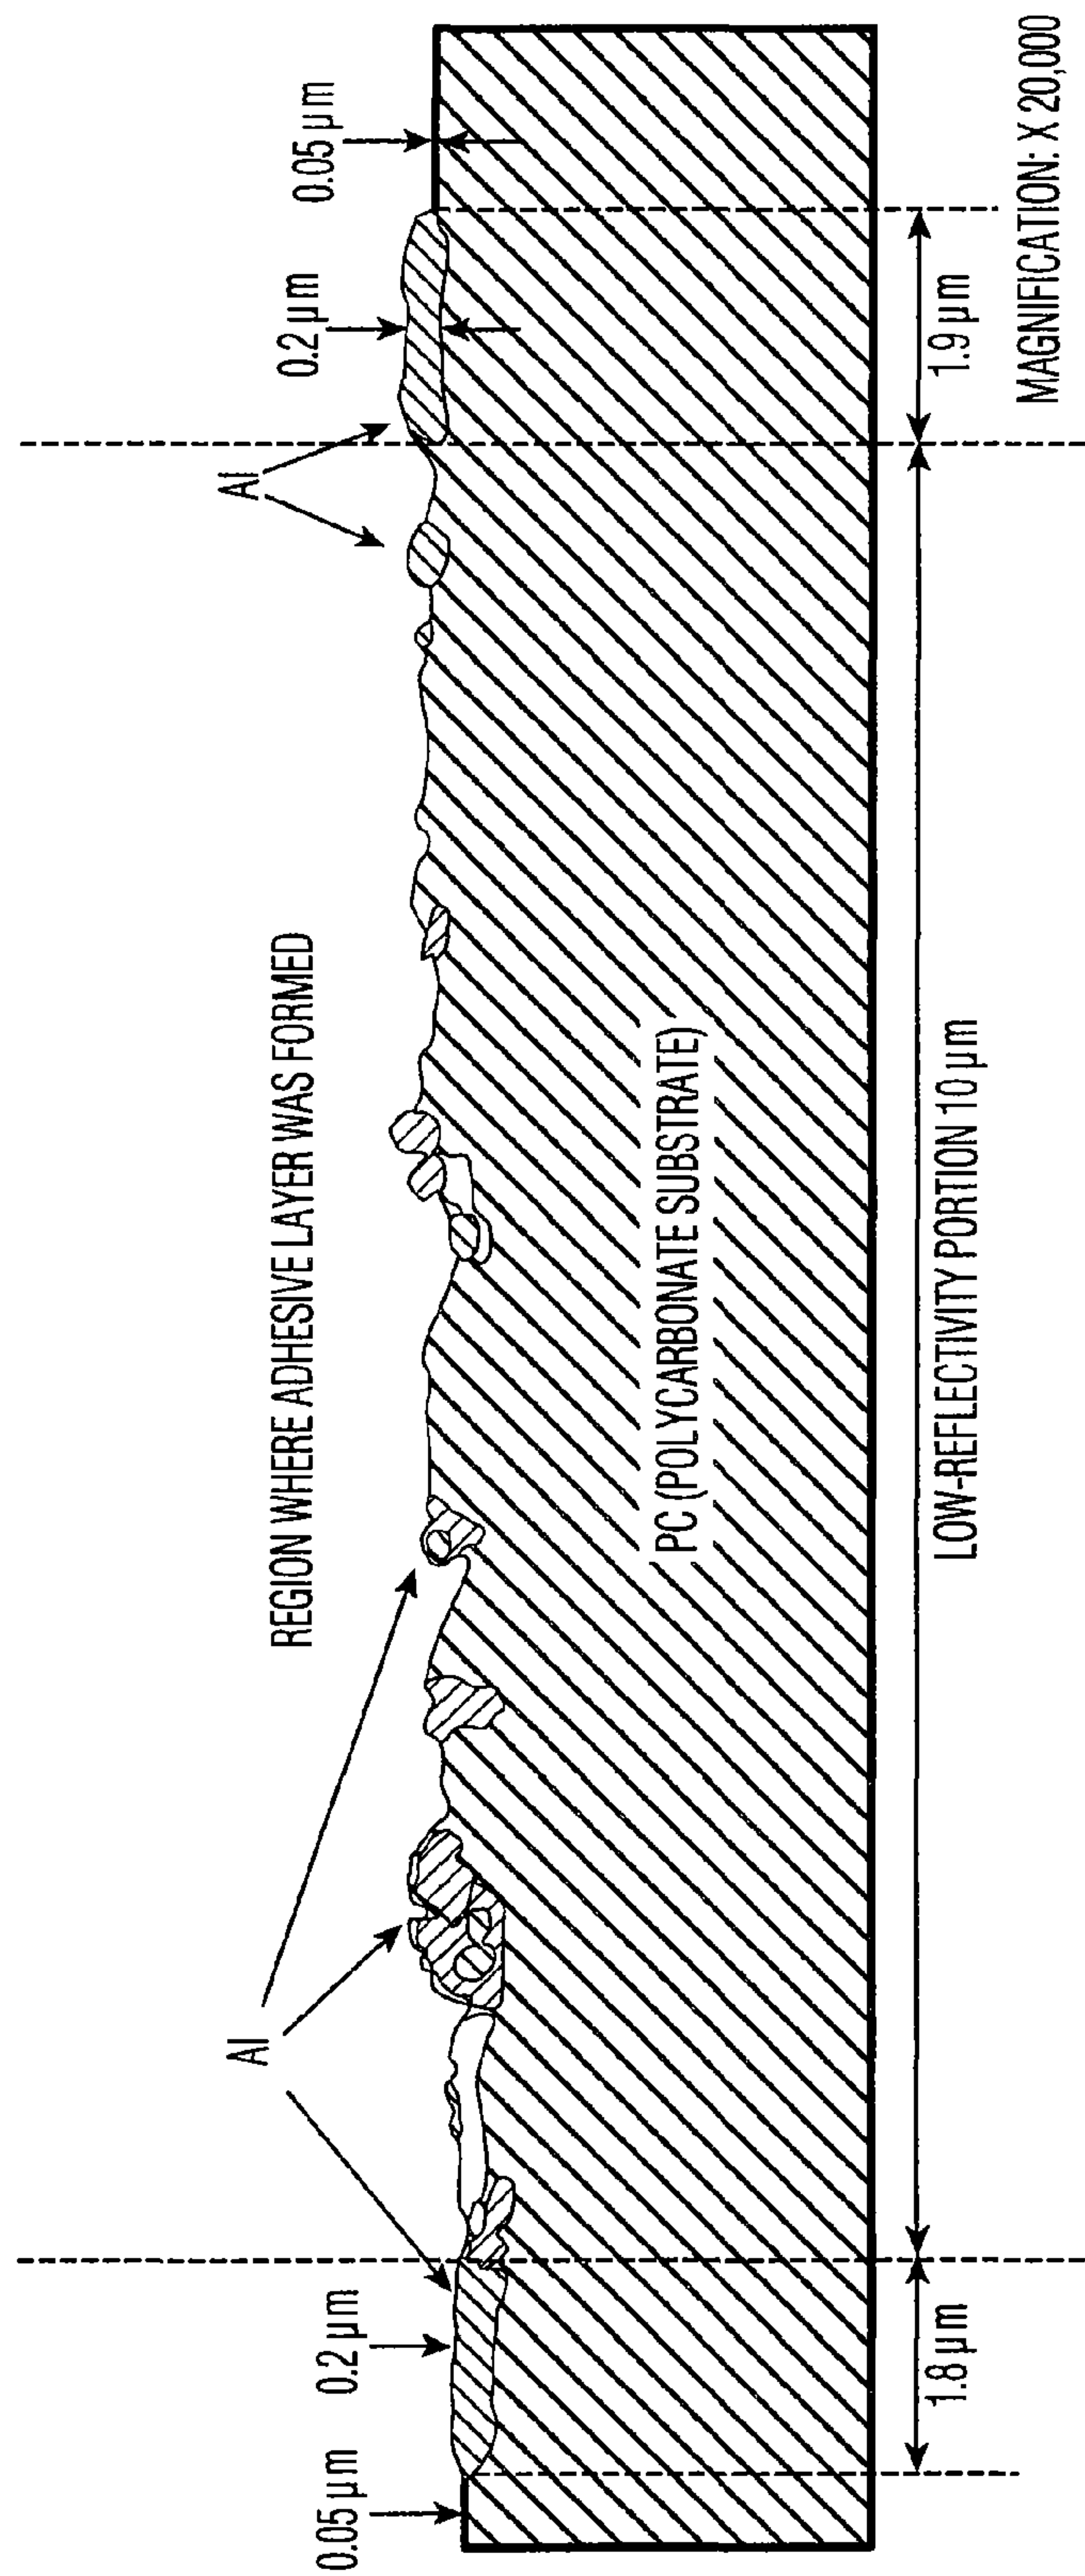 0.05 μm
0.2 μm
Al
REGION WHERE ADHESIVE LAYER WAS FORMED
Al
0.2 μm
0.05 μm
PC (POLYCARBONATE SUBSTRATE)
1.8 μm
LOW-REFLECTIVITY PORTION 10 μm
1.9 μm
MAGNIFICATION: X 20,000